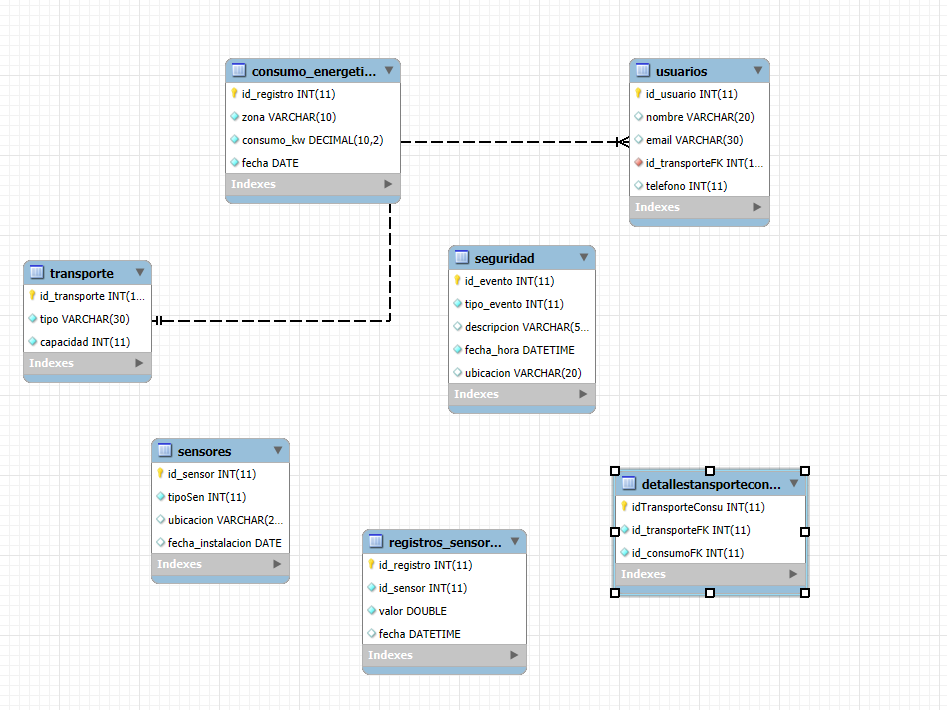 consumo_energeti...
id_registro INT(11)
zona VARCHAR(10)
consumo_kw DECIMAL(10,2)
fecha DATE
Indexes
usuarios
id_usuario INT(11)
nombre VARCHAR(20)
email VARCHAR(30)
id_transporteFK INT(1...
telefono INT(11)
Indexes
transporte
id_transporte INT(1...
tipo VARCHAR(30)
capacidad INT(11)
Indexes
seguridad
id_evento INT(11)
tipo_evento INT(11)
descripcion VARCHAR(5...
fecha_hora DATETIME
ubicacion VARCHAR(20)
Indexes
sensores
id_sensor INT(11)
tipoSen INT(11)
ubicacion VARCHAR(2...
fecha_instalacion DATE
Indexes
registros_sensor...
id_registro INT(11)
id_sensor INT(11)
valor DOUBLE
fecha DATETIME
Indexes
detallestansportecon...
idTransporteConsu INT(11)
id_transporteFK INT(11)
id_consumoFK INT(11)
Indexes